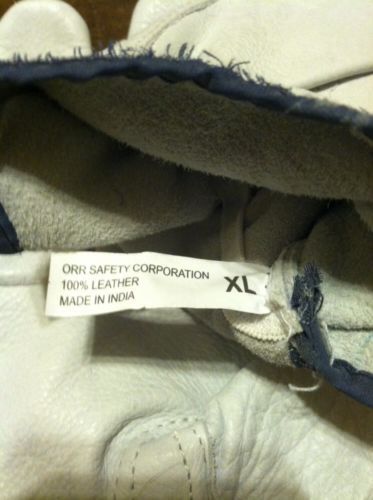 ORR SAFETY CORPORATION
100% LEATHER
MADE IN INDIA
XL